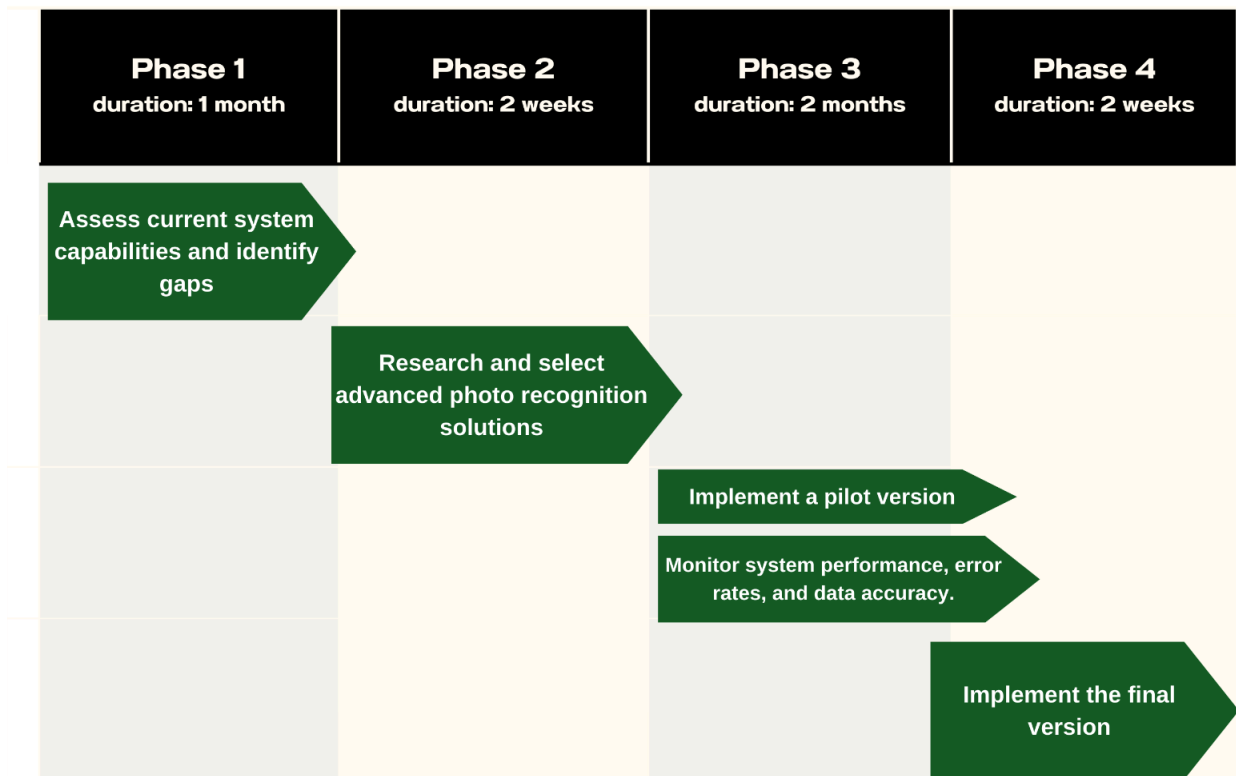 Phase 1
duration: 1 month
Phase 2
duration: 2 weeks
Phase 3
duration: 2 months
Phase 4
duration: 2 weeks
Assess current system
capabilities and identify
gaps
Research and select
advanced photo recognition
solutions
Implement a pilot version
Monitor system performance, error
rates, and data accuracy.
Implement the final
version